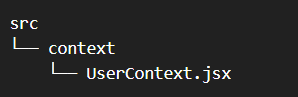 src
└── context
    └── UserContext.jsx